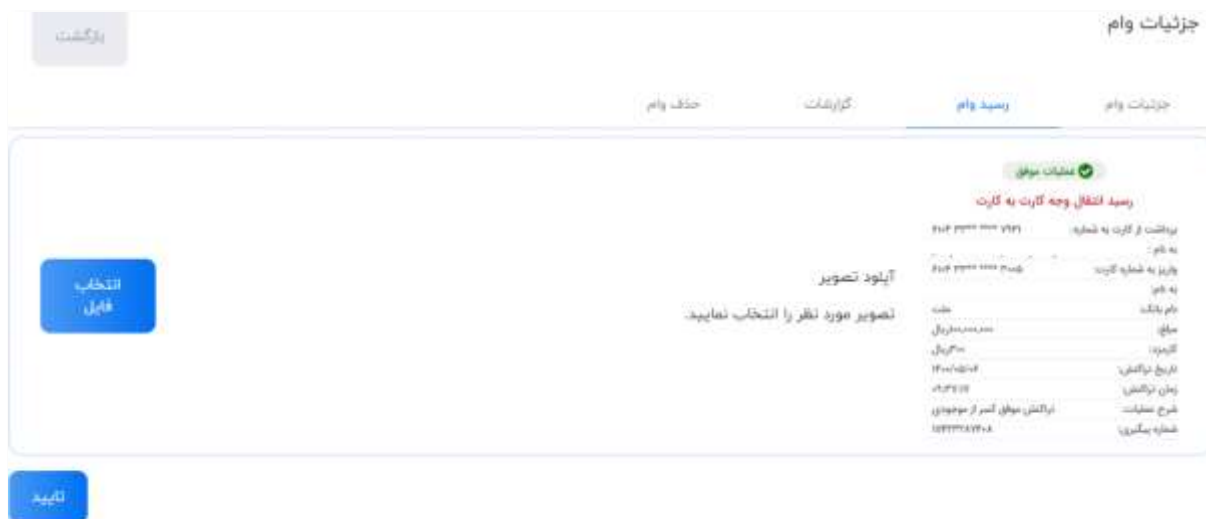 جزئیات وام
بازگشت
جزئیات وام
رسید وام
گزارشات
حذف وام
عملیات موفق
رسید انتقال وجه کارت به کارت
برداشت از کارت به شماره:
به نام:
واریز به شماره کارت:
به نام:
نام بانک: ملت
مبلغ: ریال
کارمزد: ریال
تاریخ تراکنش:
زمان تراکنش:
شرح عملیات: تراکنش موفق کسر از موجودی
شماره پیگیری:
آپلود تصویر
تصویر مورد نظر را انتخاب نمایید.
انتخاب
فایل
تایید